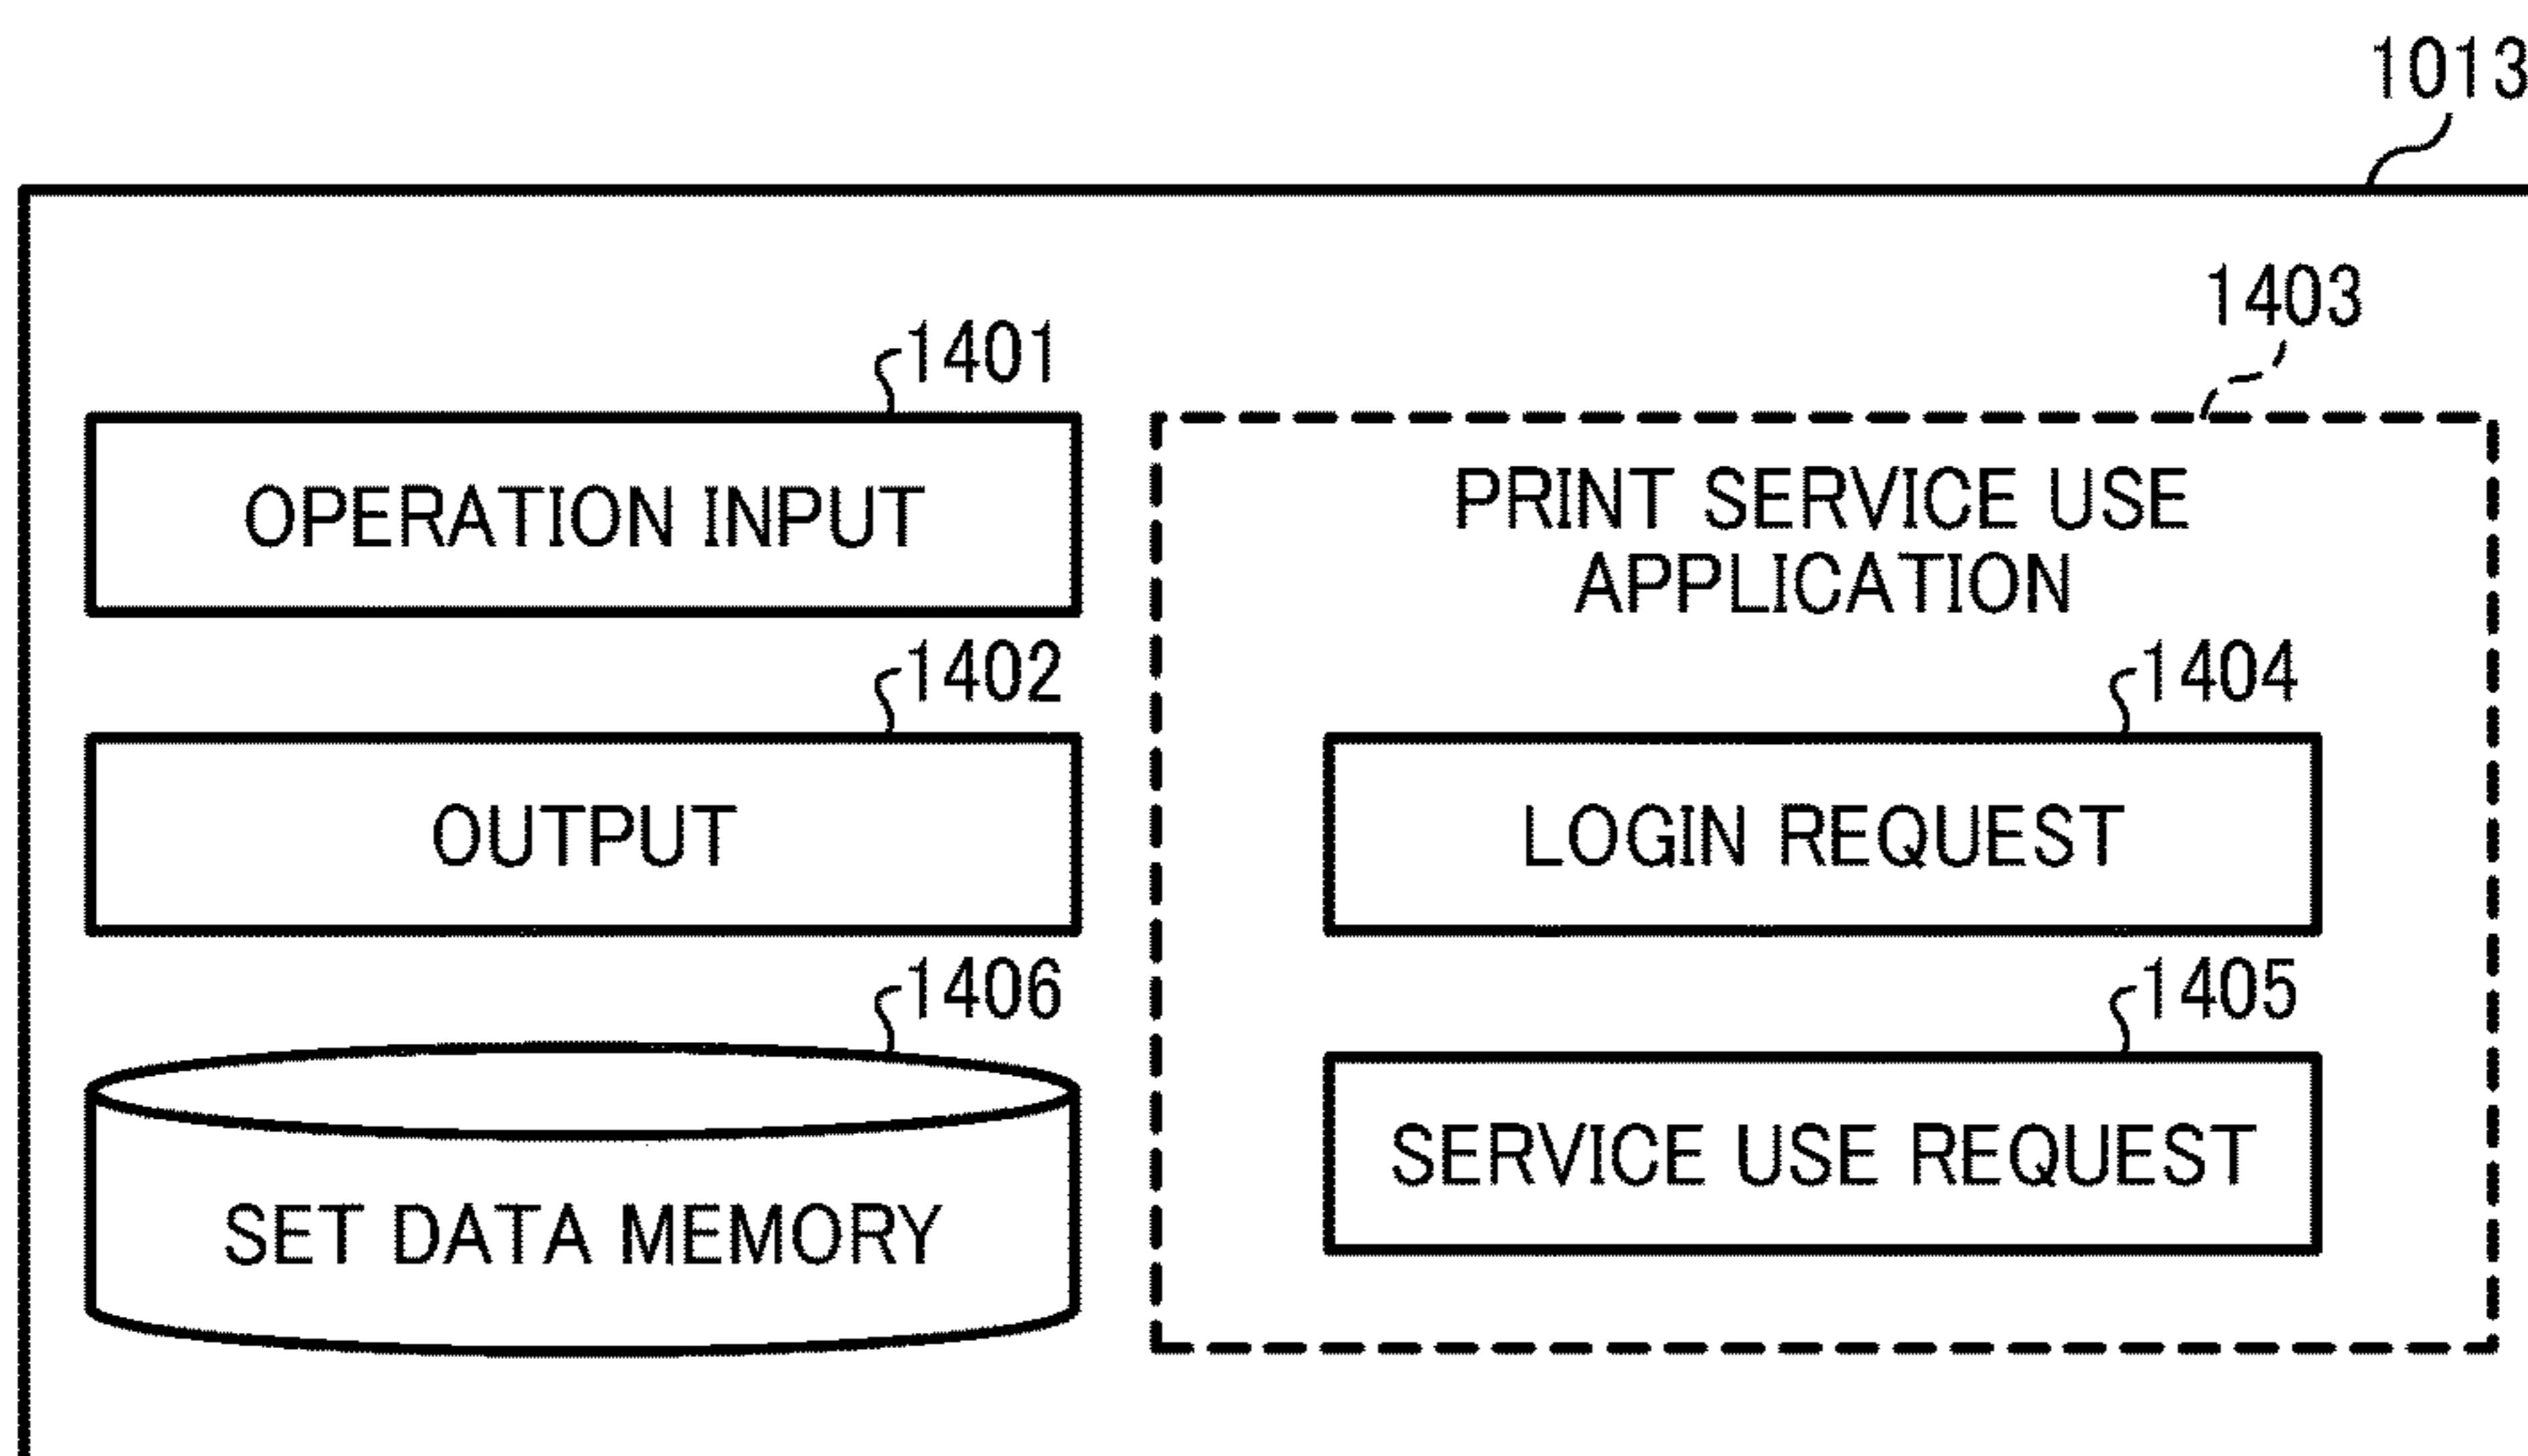 1013
1401
OPERATION INPUT
1402
OUTPUT
1406
SET DATA MEMORY
1403
PRINT SERVICE USE
APPLICATION
1404
LOGIN REQUEST
1405
SERVICE USE REQUEST